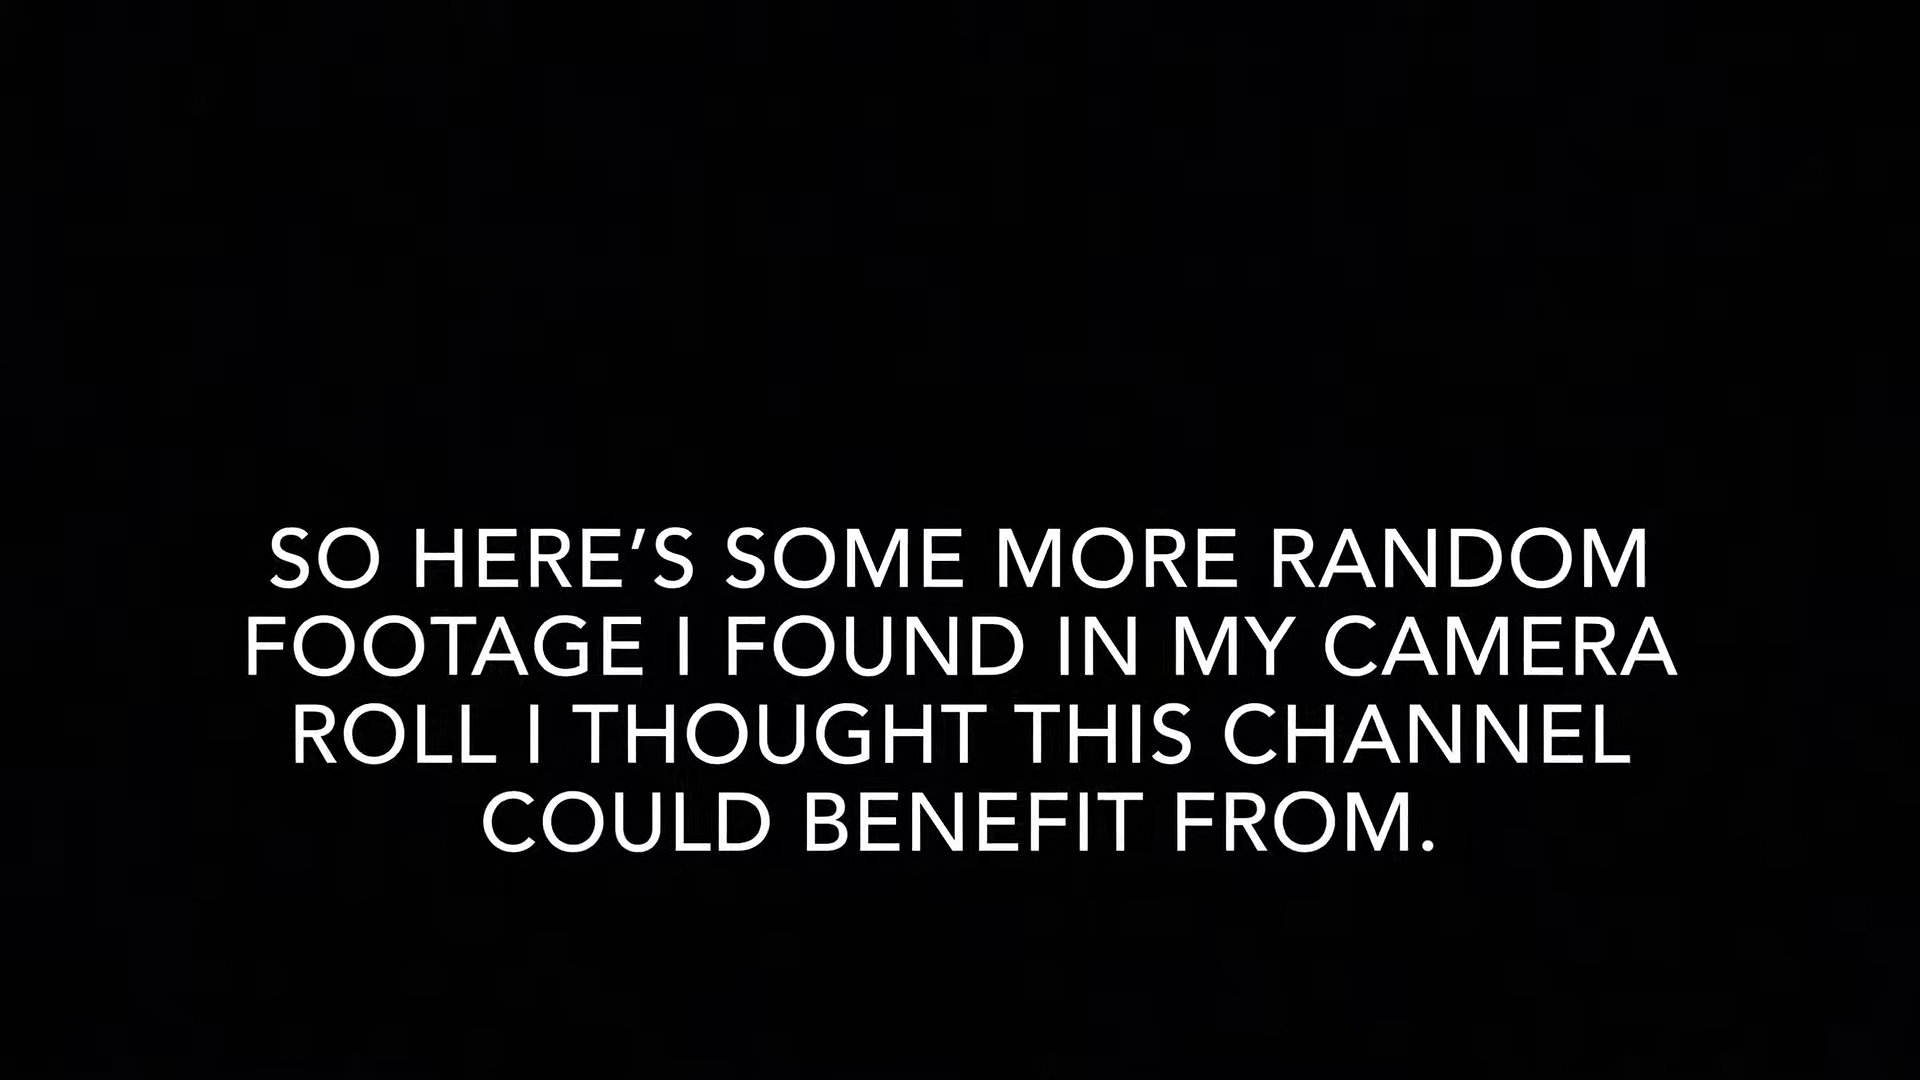 SO HERE’S SOME MORE RANDOM
FOOTAGE I FOUND IN MY CAMERA
ROLL I THOUGHT THIS CHANNEL
COULD BENEFIT FROM.